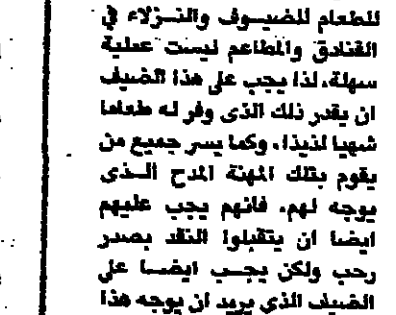 للطعام للضيوف والنزلاء في
الفنادق والمطاعم ليست عملية
سهلة، لذا يجب على هذا الضيف
ان يقدر ذلك الذى وفر له طعاما
شهيا لذيذا، وكما يسر جميع من
يقوم بتلك المهنة المدح الذى
يوجه لهم، فانهم يجب عليهم
ايضا ان يتقبلوا النقد بصدر
رحب ولكن يجب ايضا على
الضيف الذي يريد ان يوجه هذا